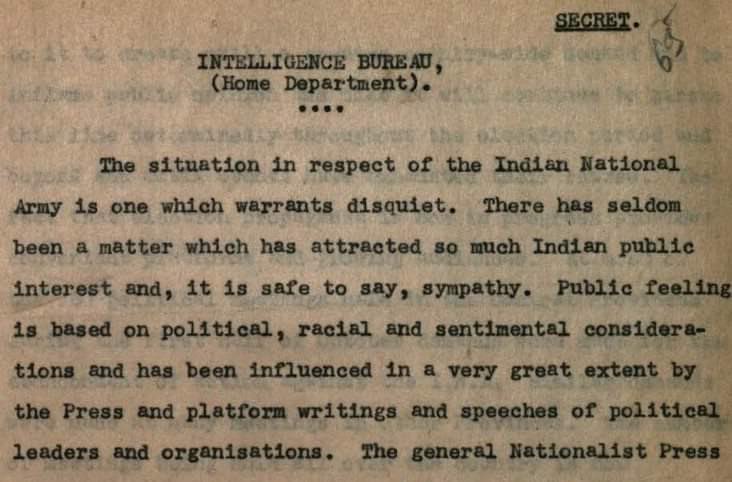 SECRET.
INTELLIGENCE BUREAU,
(Home Department).
....
The situation in respect of the Indian National
Army is one which warrants disquiet. There has seldom
been a matter which has attracted so much Indian public
interest and, it is safe to say, sympathy. Public feeling
is based on political, racial and sentimental considera-
tions and has been influenced in a very great extent by
the Press and platform writings and speeches of political
leaders and organisations. The general Nationalist Press